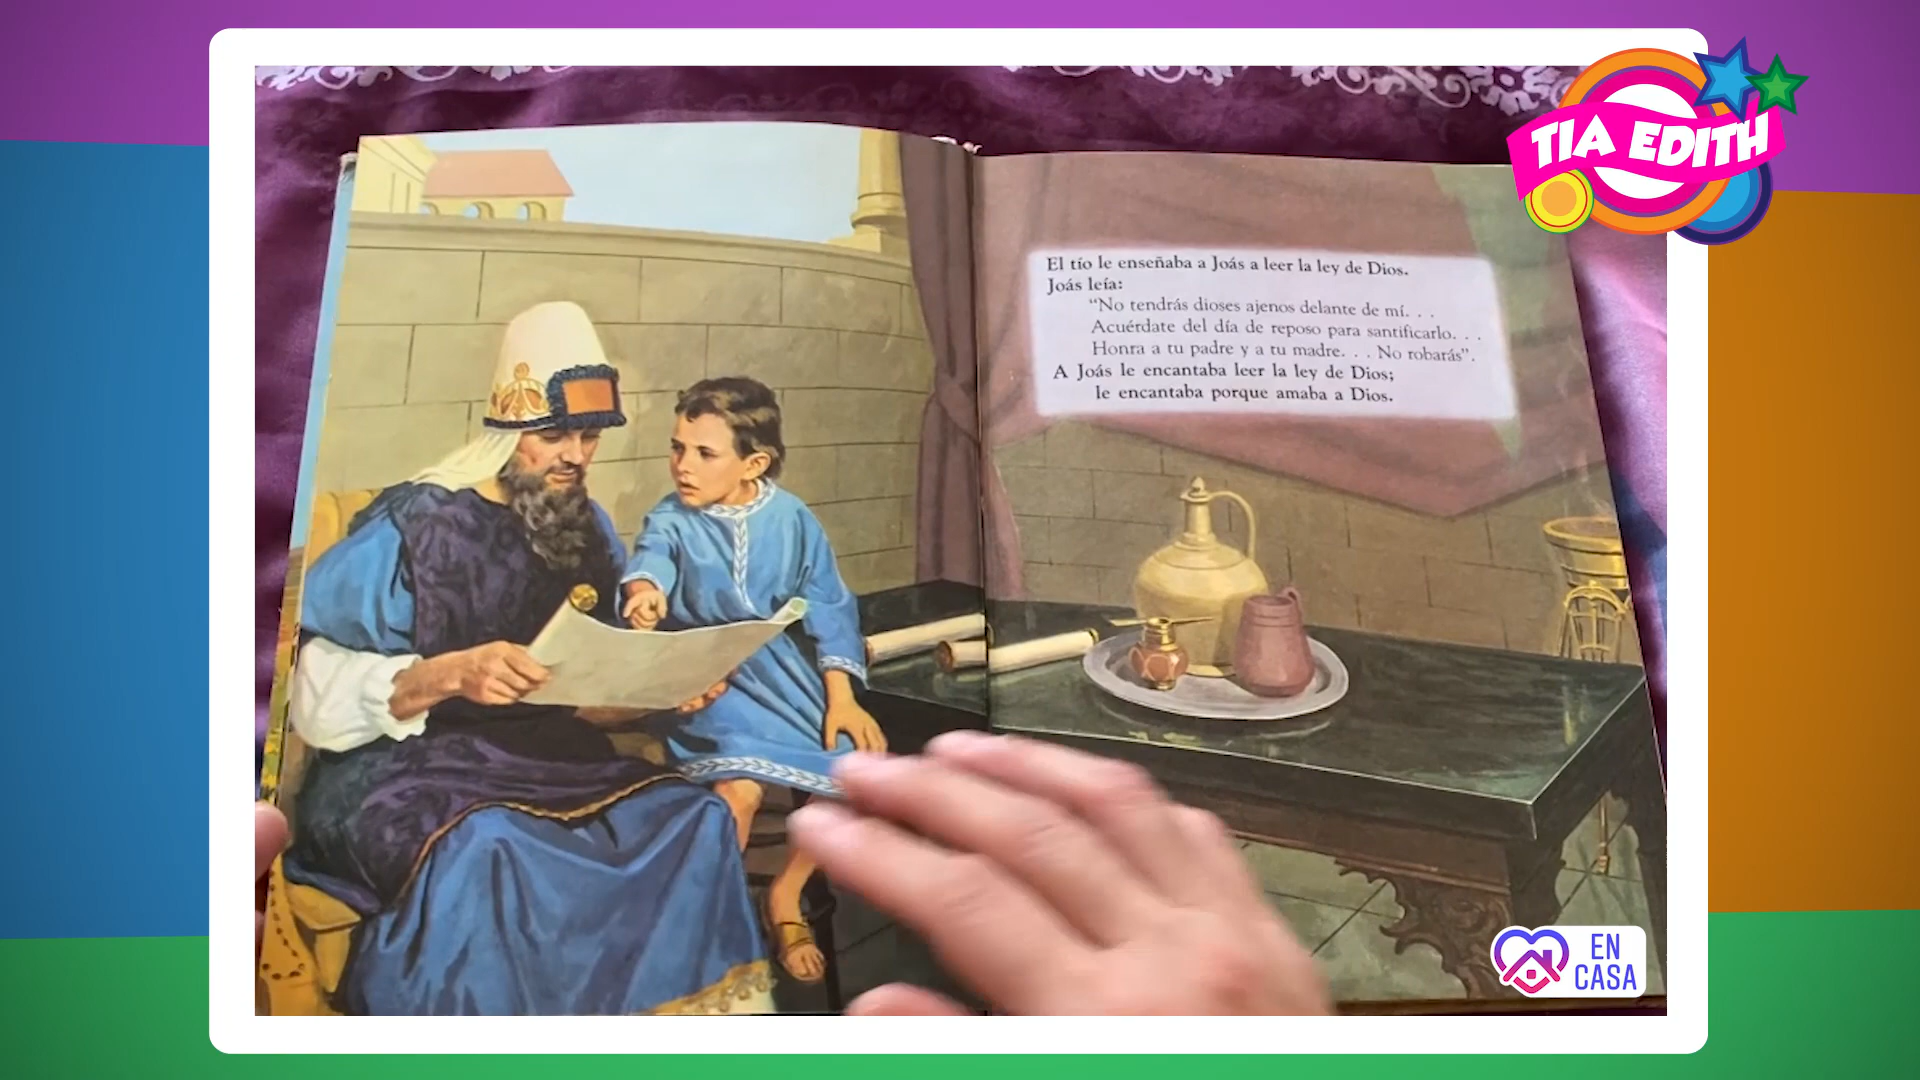 TIA EDITH
El tío le enseñaba a Joás a leer la ley de Dios.
Joás leía:
“No tendrás dioses ajenos delante de mí. . .
Acuérdate del día de reposo para santificarlo. . .
Honra a tu padre y a tu madre. . . No robarás”.
A Joás le encantaba leer la ley de Dios;
le encantaba porque amaba a Dios.
EN
CASA